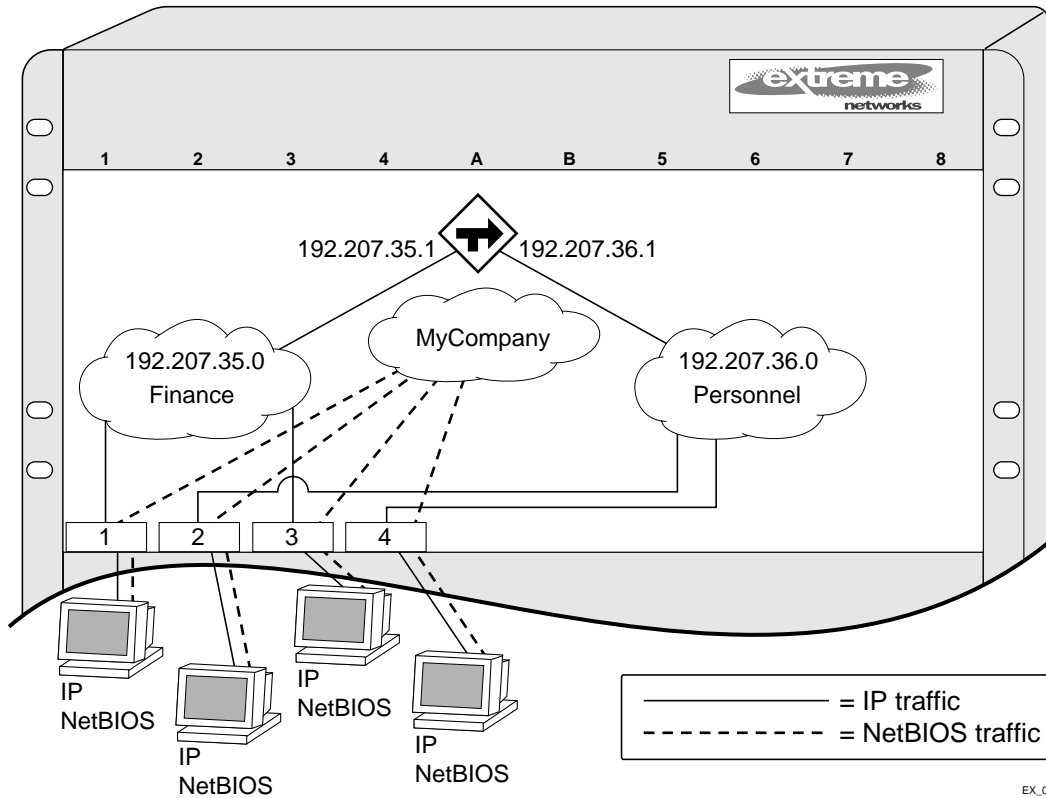 extreme
networks
1 2 3 4 A B 5 6 7 8
192.207.35.1 192.207.36.1
MyCompany
192.207.35.0
Finance
192.207.36.0
Personnel
1 2 3 4
IP
NetBIOS
IP
NetBIOS
IP
NetBIOS
IP
NetBIOS
= IP traffic
= NetBIOS traffic